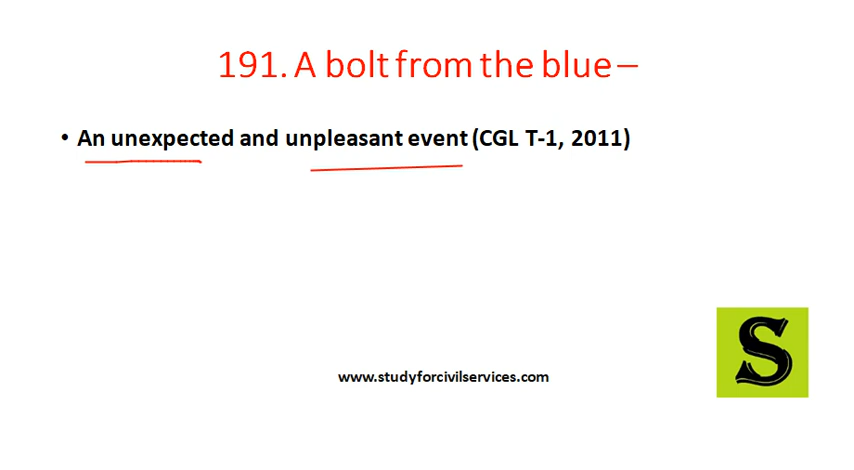 191. A bolt from the blue –
• An unexpected and unpleasant event (CGL T-1, 2011)
S
www.studyforcivilservices.com